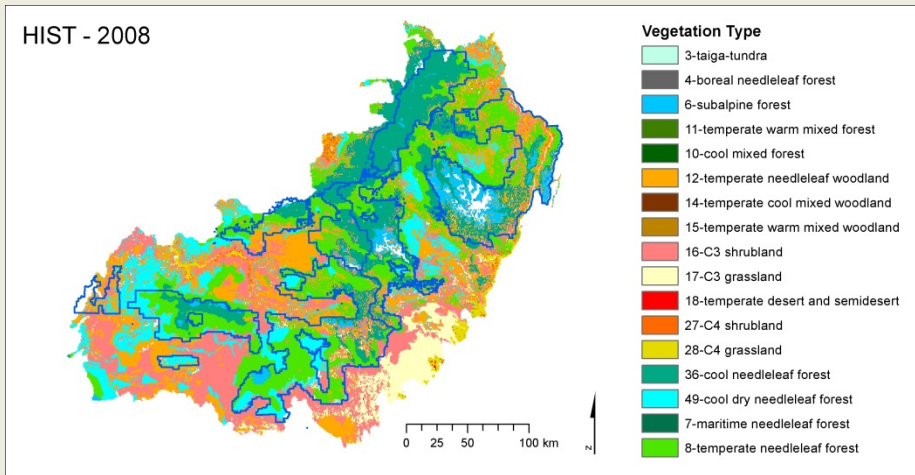 HIST - 2008
Vegetation Type
3-taiga-tundra
4-boreal needleleaf forest
6-subalpine forest
11-temperate warm mixed forest
10-cool mixed forest
12-temperate needleleaf woodland
14-temperate cool mixed woodland
15-temperate warm mixed woodland
16-C3 shrubland
17-C3 grassland
18-temperate desert and semidesert
27-C4 shrubland
28-C4 grassland
36-cool needleleaf forest
49-cool dry needleleaf forest
7-maritime needleleaf forest
8-temperate needleleaf forest
0 25 50 100 km
z